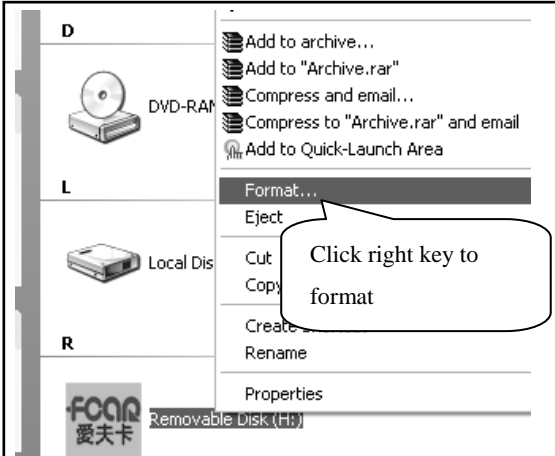 D
Add to archive...
Add to "Archive.rar"
DVD-RAM
Compress and email...
Compress to "Archive.rar" and email
Add to Quick-Launch Area
L
Format...
Eject
Click right key to
format
Local Dis
Cut
Copy
R
Rename
Properties
FCAR
愛夫卡
Removable Disk (H:)